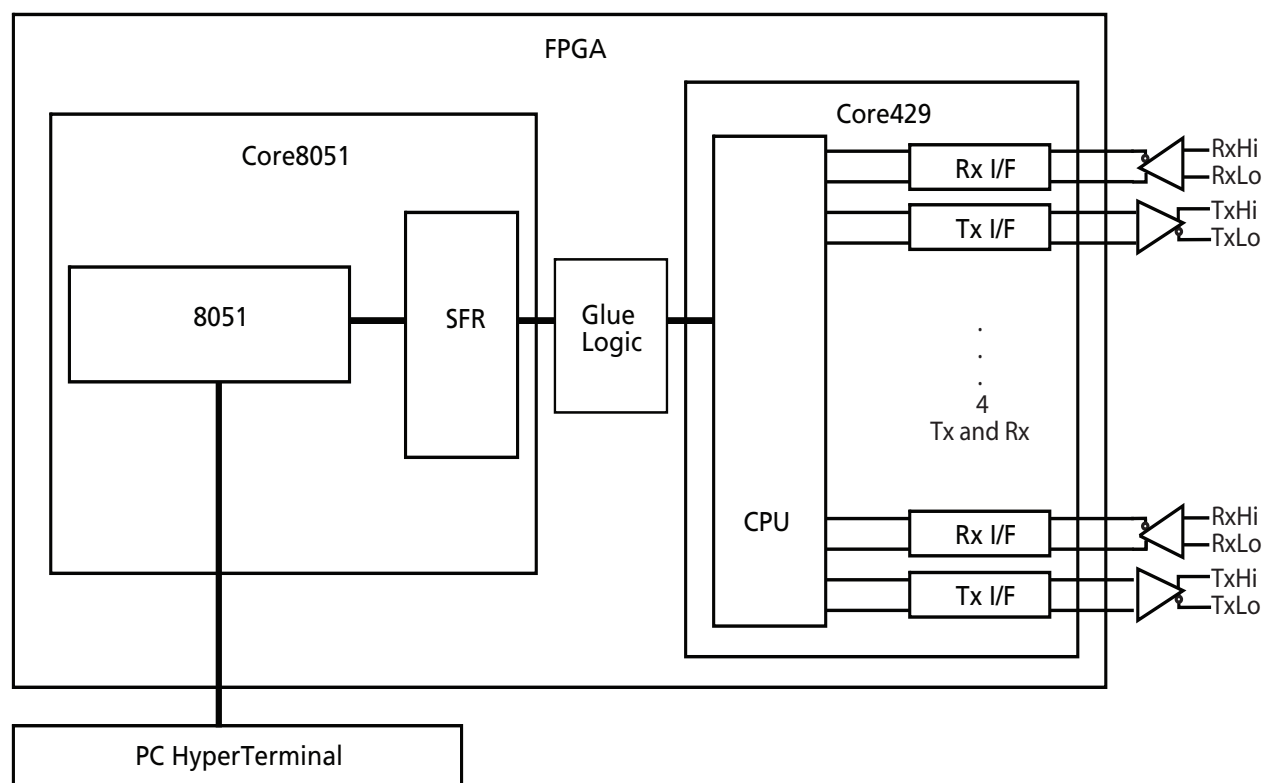 FPGA
Core8051
Core429
8051
SFR
Glue
Logic
CPU
Rx I/F
RxHi
RxLo
Tx I/F
TxHi
TxLo
.
.
.
4
Tx and Rx
Rx I/F
RxHi
RxLo
Tx I/F
TxHi
TxLo
PC HyperTerminal